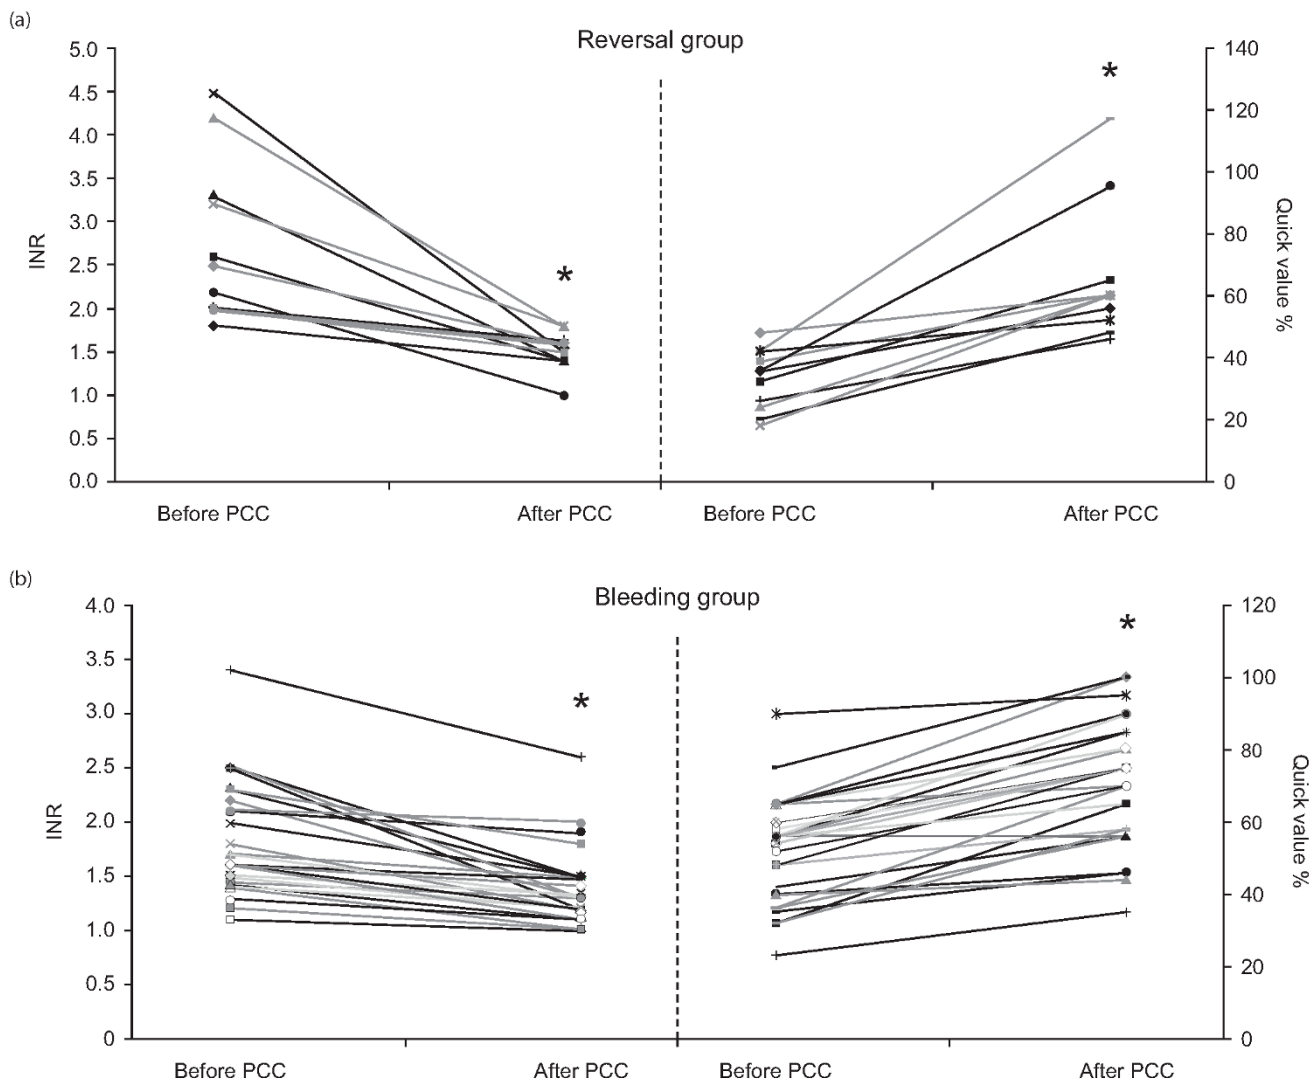 (a)
Reversal group
5.0
4.5
4.0
3.5
3.0
2.5
2.0
1.5
1.0
0.5
0.0
INR
*
*
140
120
100
80
60
40
20
0
Quick value %
Before PCC
After PCC
Before PCC
After PCC
(b)
Bleeding group
4.0
3.5
3.0
2.5
2.0
1.5
1.0
0.5
0
INR
*
*
120
100
80
60
40
20
0
Quick value %
Before PCC
After PCC
Before PCC
After PCC